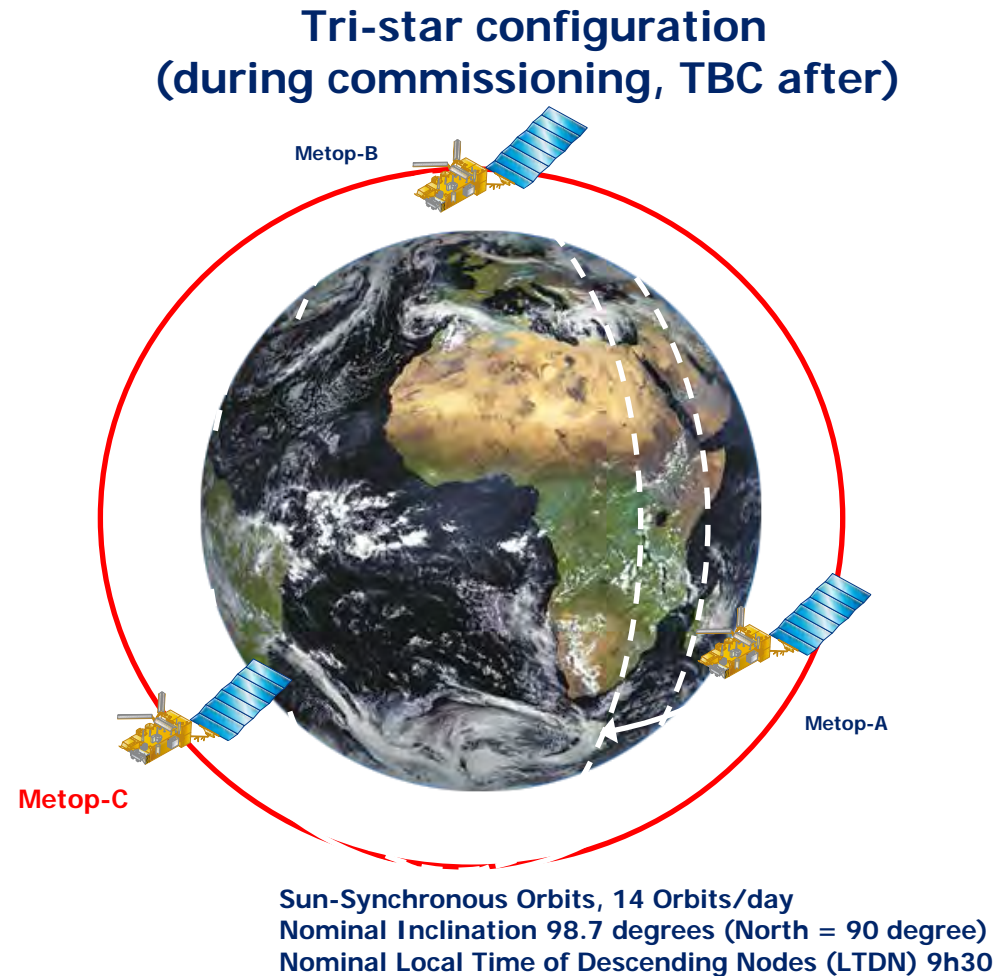 Tri-star configuration
(during commissioning, TBC after)
Metop-B
Metop-A
Metop-C
Sun-Synchronous Orbits, 14 Orbits/day
Nominal Inclination 98.7 degrees (North = 90 degree)
Nominal Local Time of Descending Nodes (LTDN) 9h30